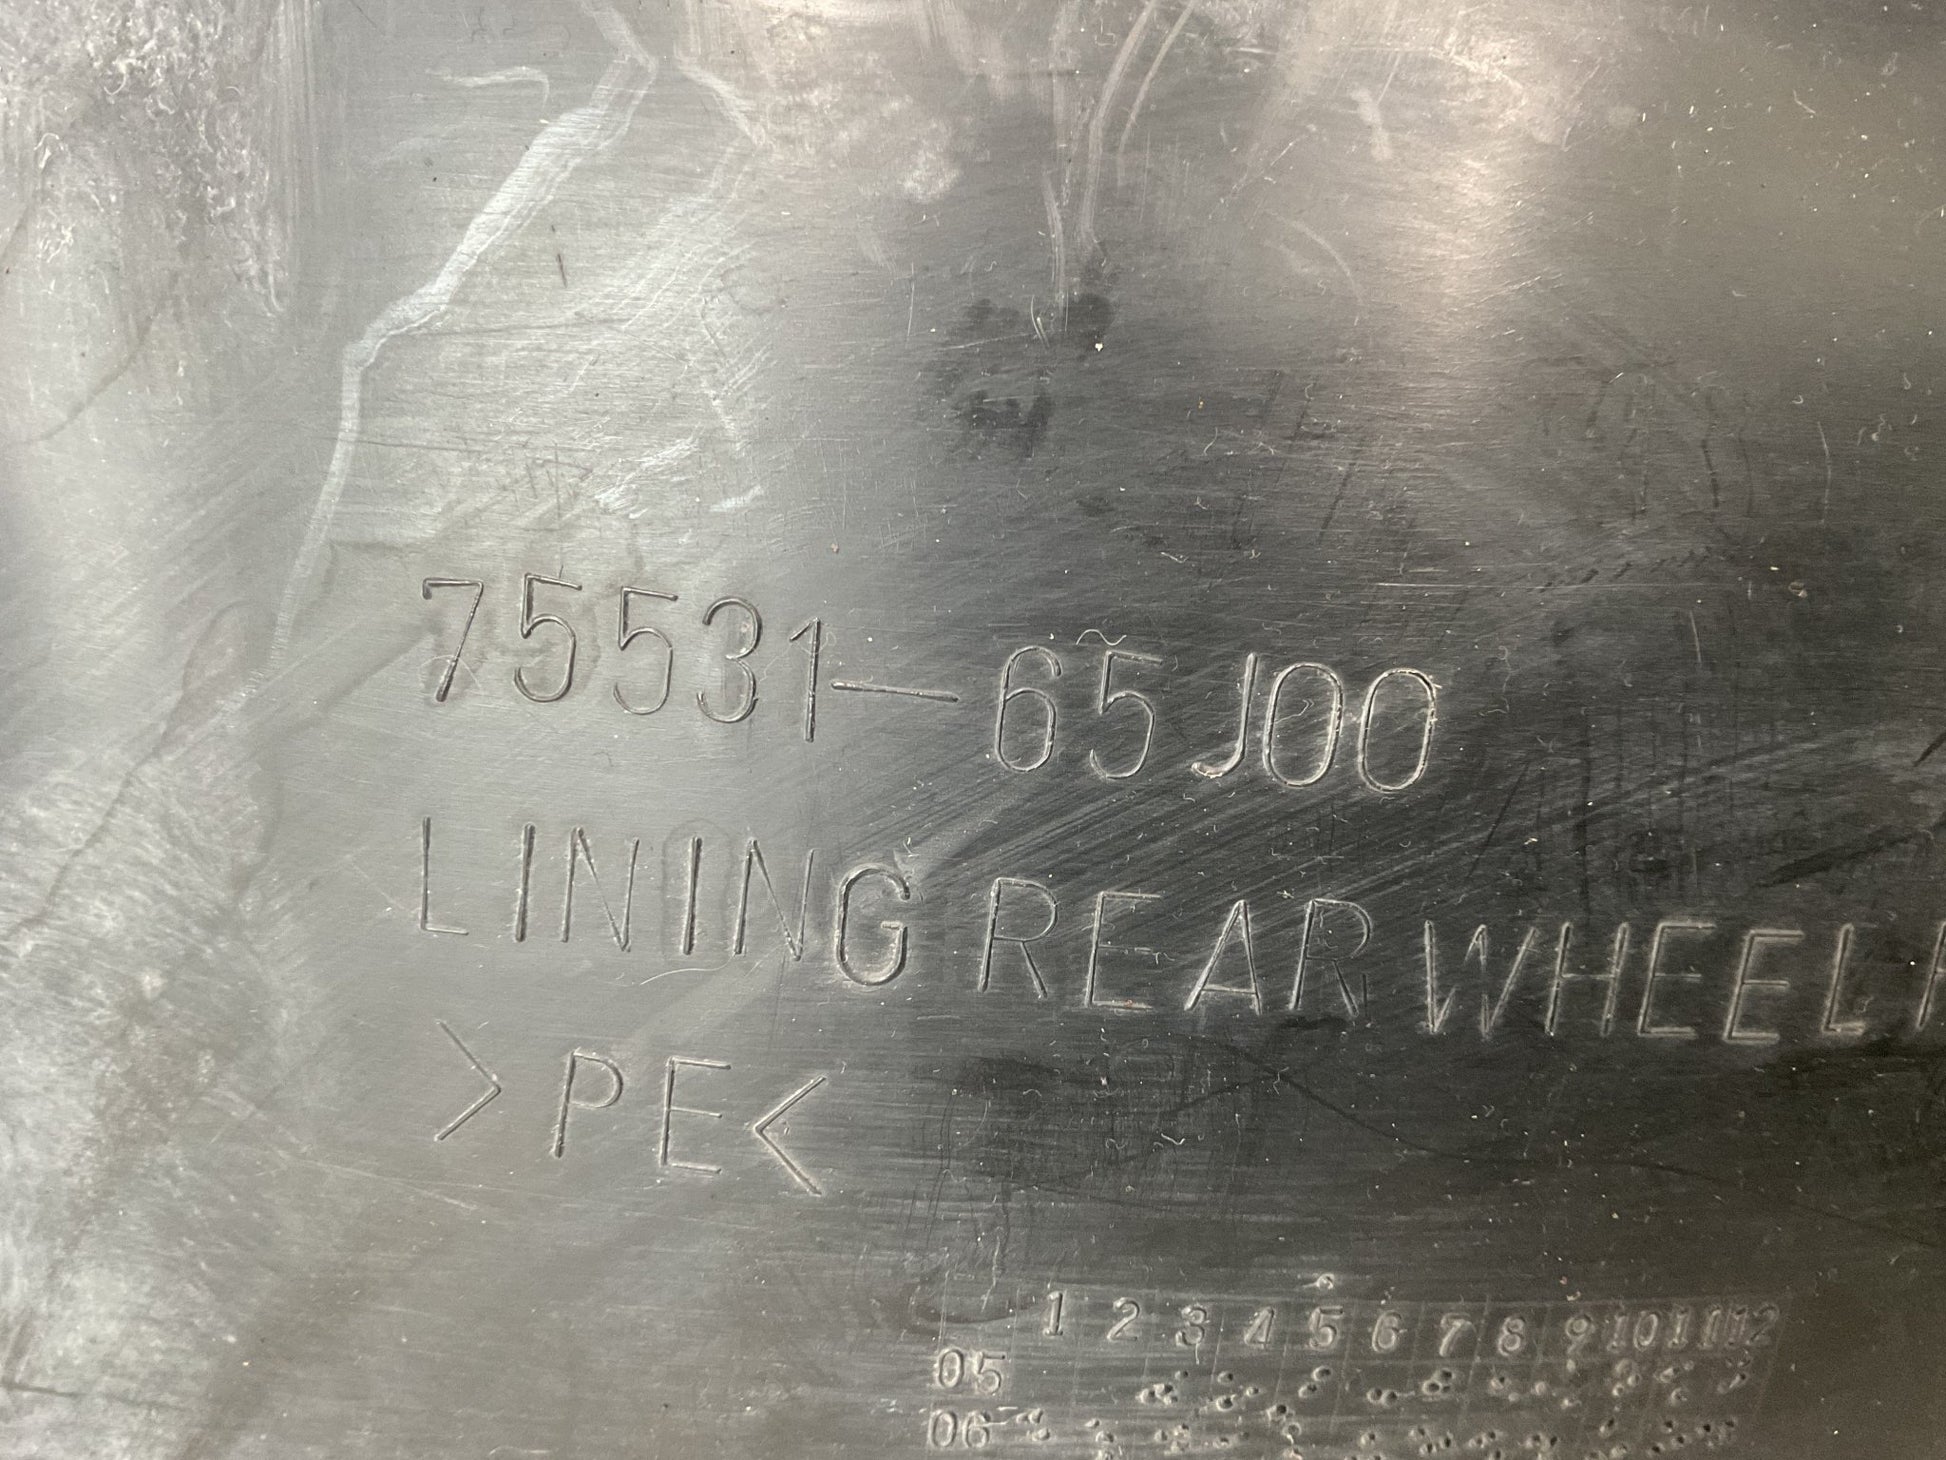 75531-65J00
LINING REAR WHEEL
>PE<
1 2 3 4 5 6 7 8 9 10 11 12
05
06